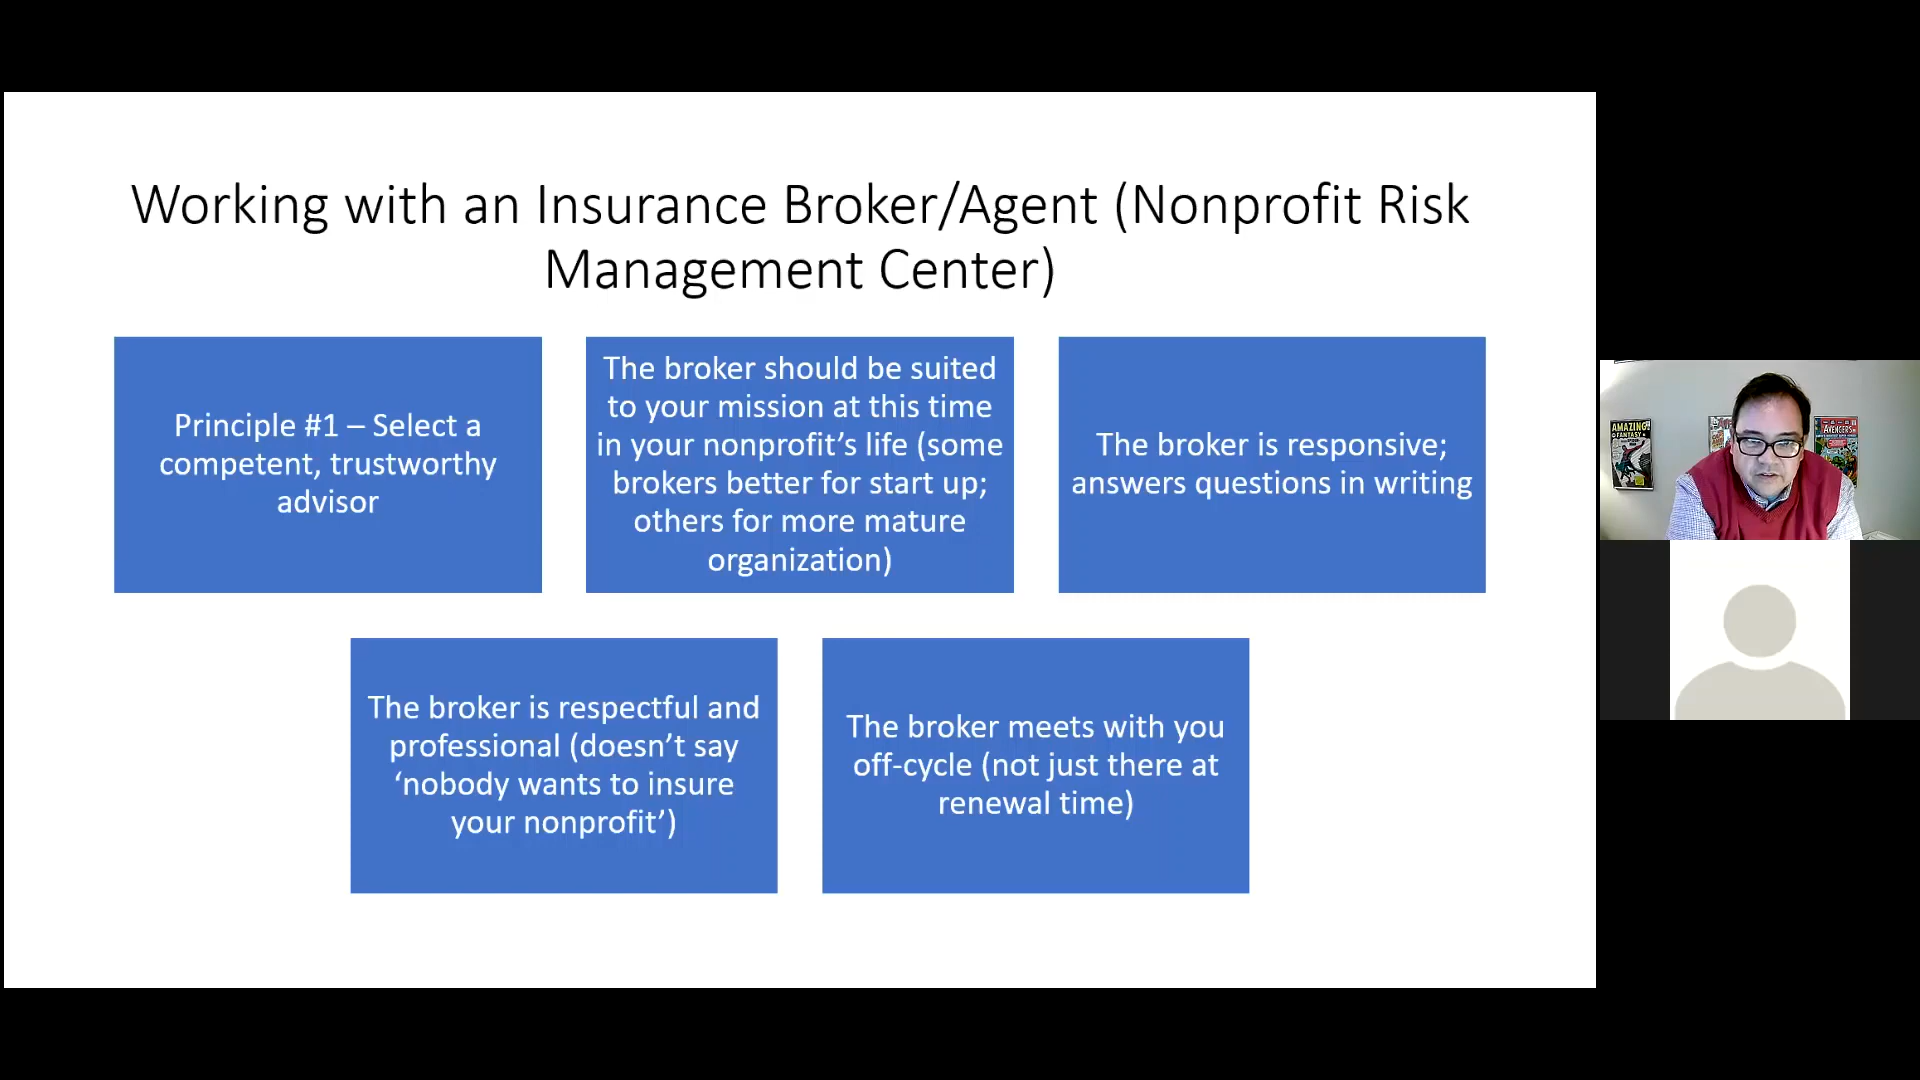 Working with an Insurance Broker/Agent (Nonprofit Risk
Management Center)
Principle #1 – Select a
competent, trustworthy
advisor
The broker should be suited
to your mission at this time
in your nonprofit’s life (some
brokers better for start up;
others for more mature
organization)
The broker is responsive;
answers questions in writing
The broker is respectful and
professional (doesn’t say
‘nobody wants to insure
your nonprofit’)
The broker meets with you
off-cycle (not just there at
renewal time)
AMAZING
FANTASY
AVENGERS